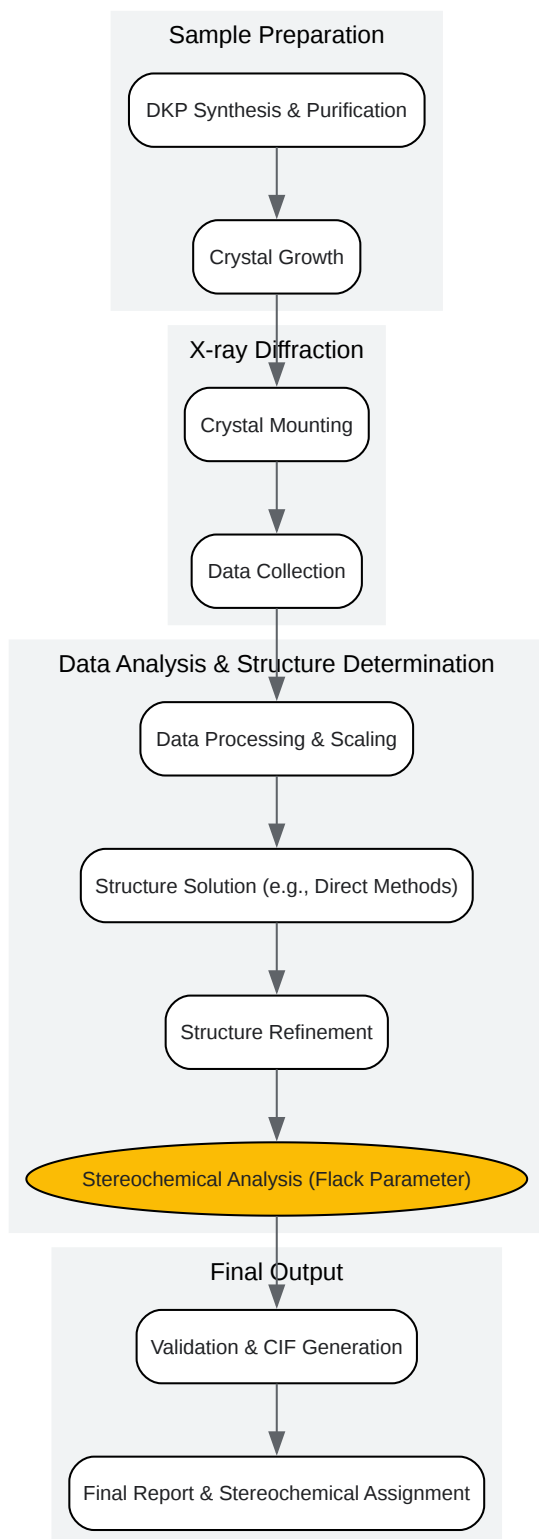 Sample Preparation
DKP Synthesis & Purification
Crystal Growth
X-ray Diffraction
Crystal Mounting
Data Collection
Data Analysis & Structure Determination
Data Processing & Scaling
Structure Solution (e.g., Direct Methods)
Structure Refinement
Stereochemical Analysis (Flack Parameter)
Final Output
Validation & CIF Generation
Final Report & Stereochemical Assignment